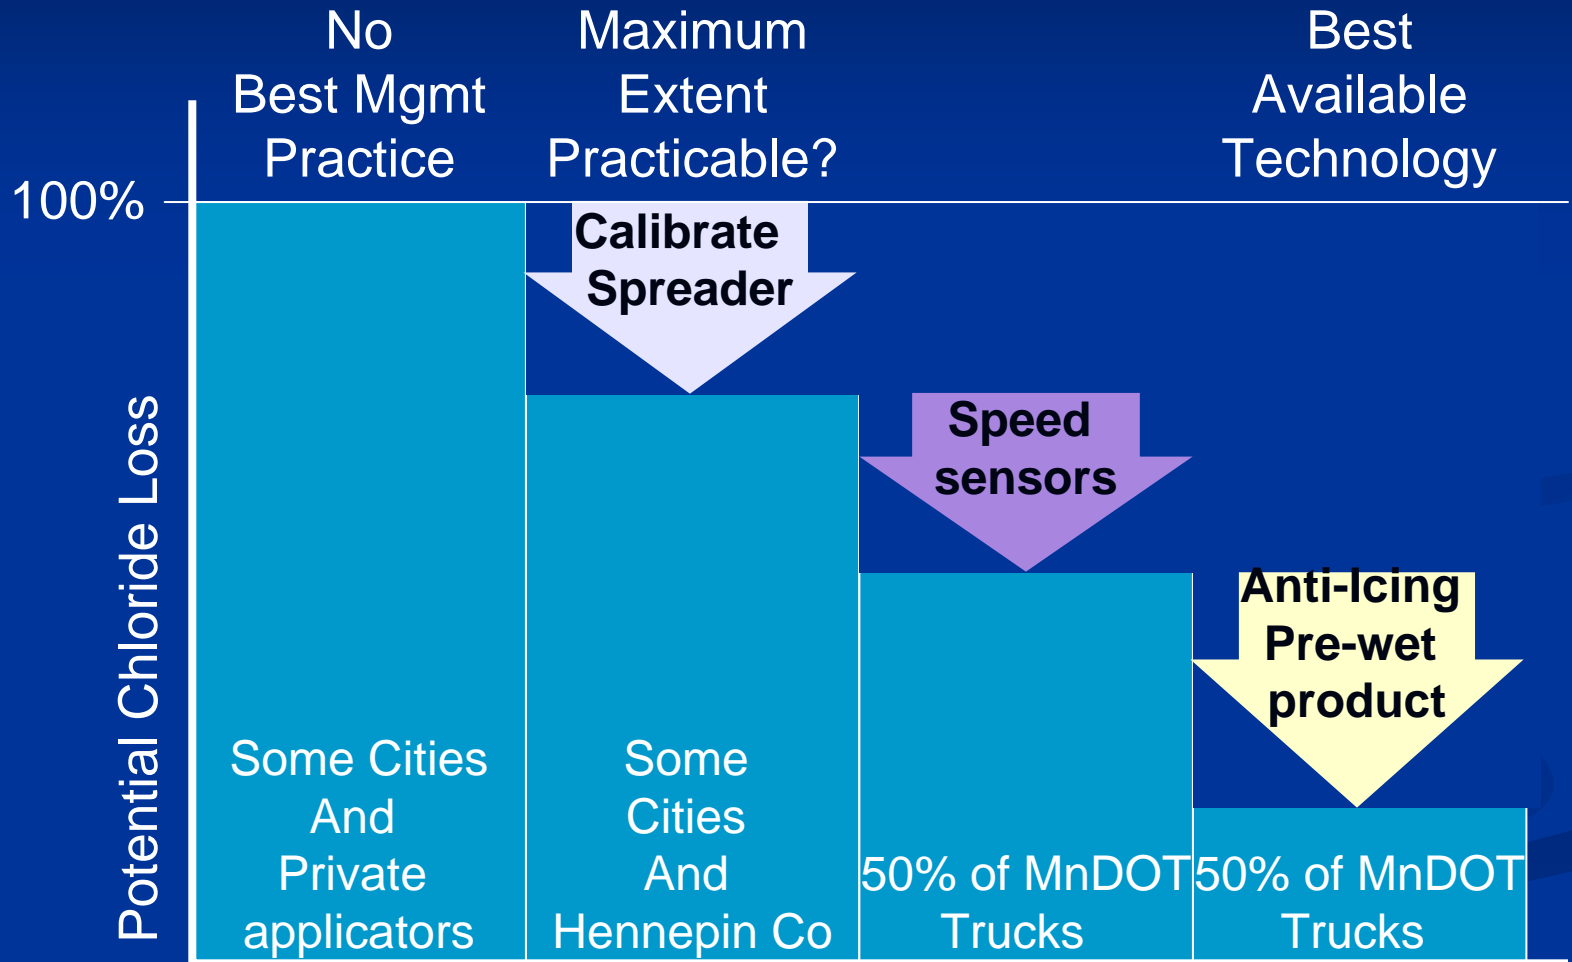 No
Best Mgmt
Practice
Maximum
Extent
Practicable?
Best
Available
Technology
100%
Calibrate
Spreader
Speed
sensors
Anti-Icing
Pre-wet
product
Potential Chloride Loss
Some Cities
And
Private
applicators
Some
Cities
And
Hennepin Co
50% of MnDOT
Trucks
50% of MnDOT
Trucks